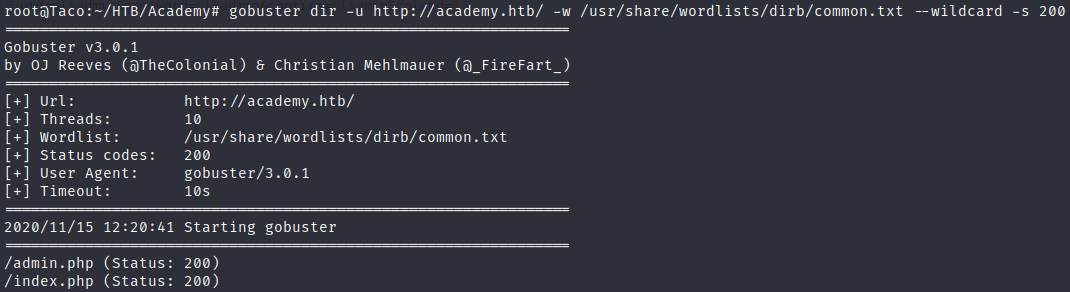 root@Taco:~/HTB/Academy# gobuster dir -u http://academy.htb/ -w /usr/share/wordlists/dirb/common.txt --wildcard -s 200
===============================================================
Gobuster v3.0.1
by OJ Reeves (@TheColonial) & Christian Mehlmauer (@_FireFart_)
===============================================================
[+] Url:            http://academy.htb/
[+] Threads:        10
[+] Wordlist:       /usr/share/wordlists/dirb/common.txt
[+] Status codes:   200
[+] User Agent:     gobuster/3.0.1
[+] Timeout:        10s
===============================================================
2020/11/15 12:20:41 Starting gobuster
===============================================================
/admin.php (Status: 200)
/index.php (Status: 200)